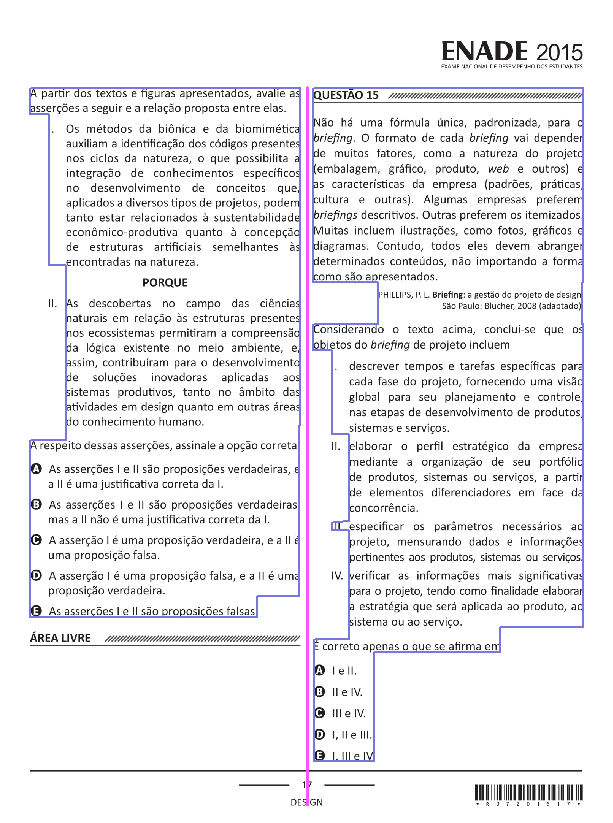 ENADE 2015
EXAME NACIONAL DE DESEMPENHO DOS ESTUDANTES
A partir dos textos e figuras apresentados, avalie as
asserções a seguir e a relação proposta entre elas.
I. Os métodos da biônica e da biomimética
auxiliam a identificação dos códigos presentes
nos ciclos da natureza, o que possibilita a
integração de conhecimentos específicos
no desenvolvimento de conceitos que,
aplicados a diversos tipos de projetos, podem
tanto estar relacionados à sustentabilidade
econômico-produtiva quanto à concepção
de estruturas artificiais semelhantes às
encontradas na natureza.
PORQUE
II. As descobertas no campo das ciências
naturais em relação às estruturas presentes
nos ecossistemas permitiram a compreensão
da lógica existente no meio ambiente, e,
assim, contribuíram para o desenvolvimento
de soluções inovadoras aplicadas aos
sistemas produtivos, tanto no âmbito das
atividades em design quanto em outras áreas
do conhecimento humano.
A respeito dessas asserções, assinale a opção correta
A As asserções I e II são proposições verdadeiras, e
a II é uma justificativa correta da I.
B As asserções I e II são proposições verdadeiras
mas a II não é uma justificativa correta da I.
C A asserção I é uma proposição verdadeira, e a II é
uma proposição falsa.
D A asserção I é uma proposição falsa, e a II é uma
proposição verdadeira.
E As asserções I e II são proposições falsas
ÁREA LIVRE
QUESTÃO 15
Não há uma fórmula única, padronizada, para o
briefing. O formato de cada briefing vai depender
de muitos fatores, como a natureza do projeto
(embalagem, gráfico, produto, web e outros) e
as características da empresa (padrões, práticas,
cultura e outras). Algumas empresas preferem
briefings descritivos. Outras preferem os itemizados.
Muitas incluem ilustrações, como fotos, gráficos e
diagramas. Contudo, todos eles devem abranger
determinados conteúdos, não importando a forma
como são apresentados.
PHILLIPS, P. L. Briefing: a gestão do projeto de design
São Paulo: Blucher, 2008 (adaptado)
Considerando o texto acima, conclui-se que os
objetos do briefing de projeto incluem
I. descrever tempos e tarefas específicas para
cada fase do projeto, fornecendo uma visão
global para seu planejamento e controle,
nas etapas de desenvolvimento de produtos,
sistemas e serviços.
II. elaborar o perfil estratégico da empresa
mediante a organização de seu portfólio
de produtos, sistemas ou serviços, a partir
de elementos diferenciadores em face da
concorrência.
III. especificar os parâmetros necessários ao
projeto, mensurando dados e informações
pertinentes aos produtos, sistemas ou serviços.
IV. verificar as informações mais significativas
para o projeto, tendo como finalidade elaborar
a estratégia que será aplicada ao produto, ao
sistema ou ao serviço.
É correto apenas o que se afirma em
A I e II.
B II e IV.
C III e IV.
D I, II e III.
E I, III e IV
17
DESIGN
*R07201517*